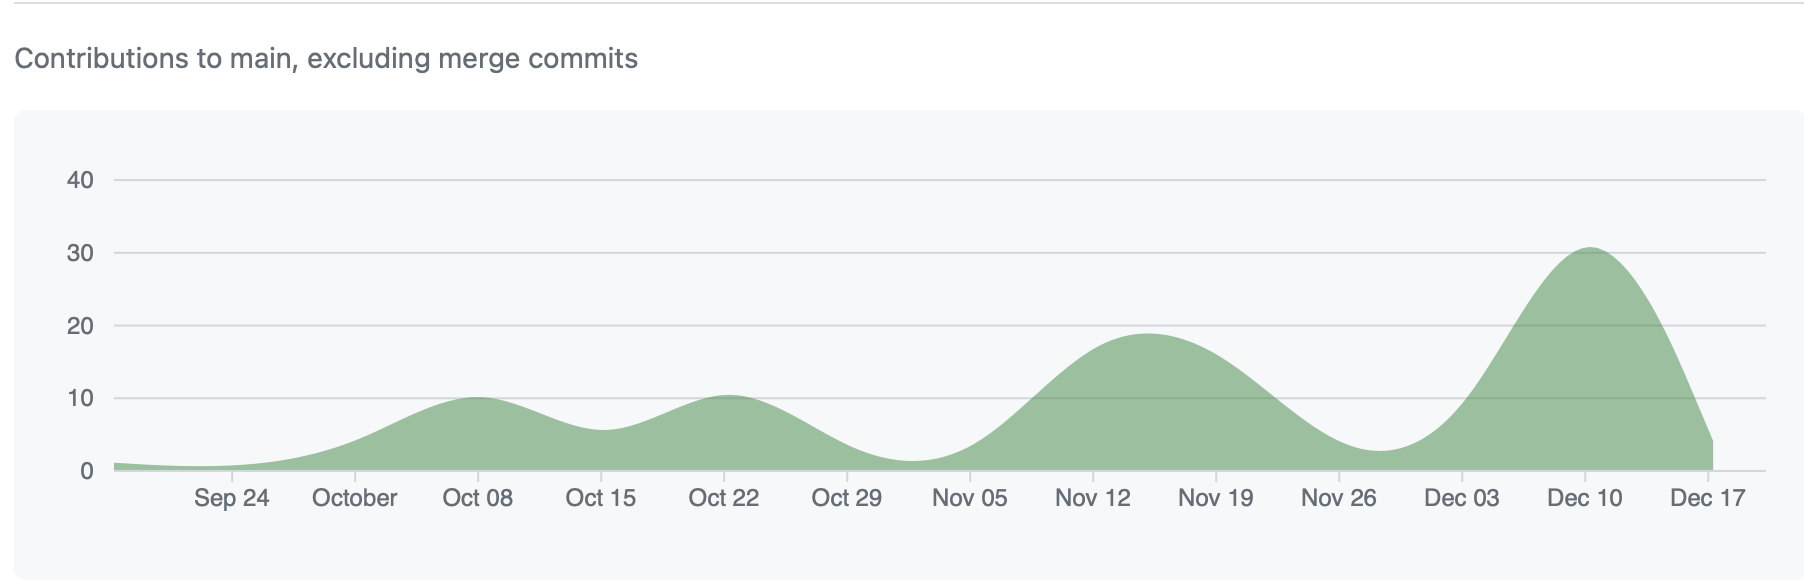 Contributions to main, excluding merge commits
40
30
20
10
0
Sep 24 October Oct 08 Oct 15 Oct 22 Oct 29 Nov 05 Nov 12 Nov 19 Nov 26 Dec 03 Dec 10 Dec 17